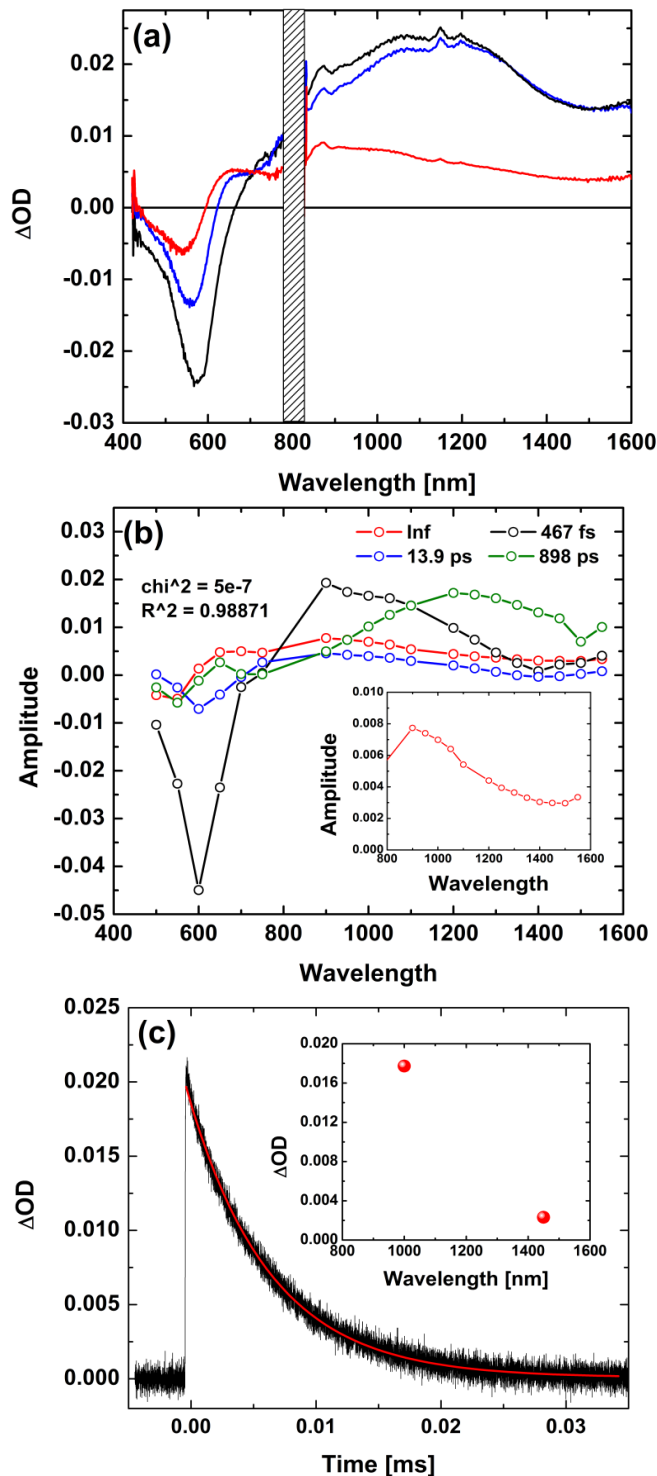 (a)
0.02
0.01
0.00
-0.01
-0.02
-0.03
ΔOD
400 600 800 1000 1200 1400 1600
Wavelength [nm]
(b)
Inf 467 fs
13.9 ps 898 ps
chi^2 = 5e-7
R^2 = 0.98871
0.03
0.02
0.01
0.00
-0.01
-0.02
-0.03
-0.04
-0.05
Amplitude
0.010
0.008
0.006
0.004
0.002
0.000
Amplitude
800 1000 1200 1400 1600
Wavelength
400 600 800 1000 1200 1400 1600
Wavelength
(c)
0.025
0.020
0.015
0.010
0.005
0.000
ΔOD
0.020
0.016
0.012
0.008
0.004
0.000
ΔOD
800 1000 1200 1400 1600
Wavelength [nm]
0.00 0.01 0.02 0.03
Time [ms]